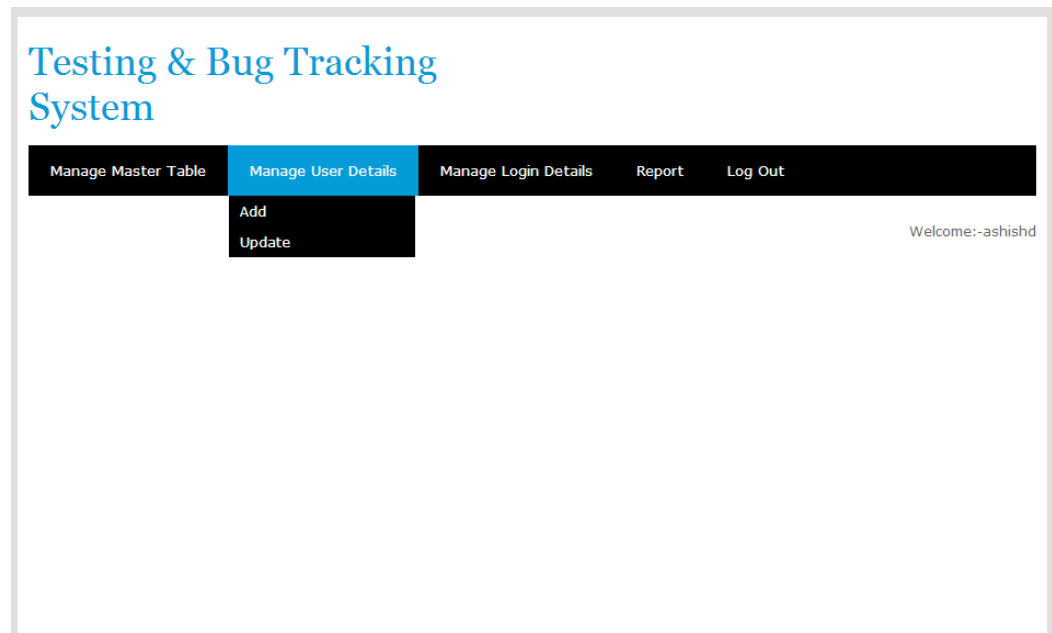 Testing & Bug Tracking
System
Manage Master Table Manage User Details Manage Login Details Report Log Out
Add
Update
Welcome:-ashishd